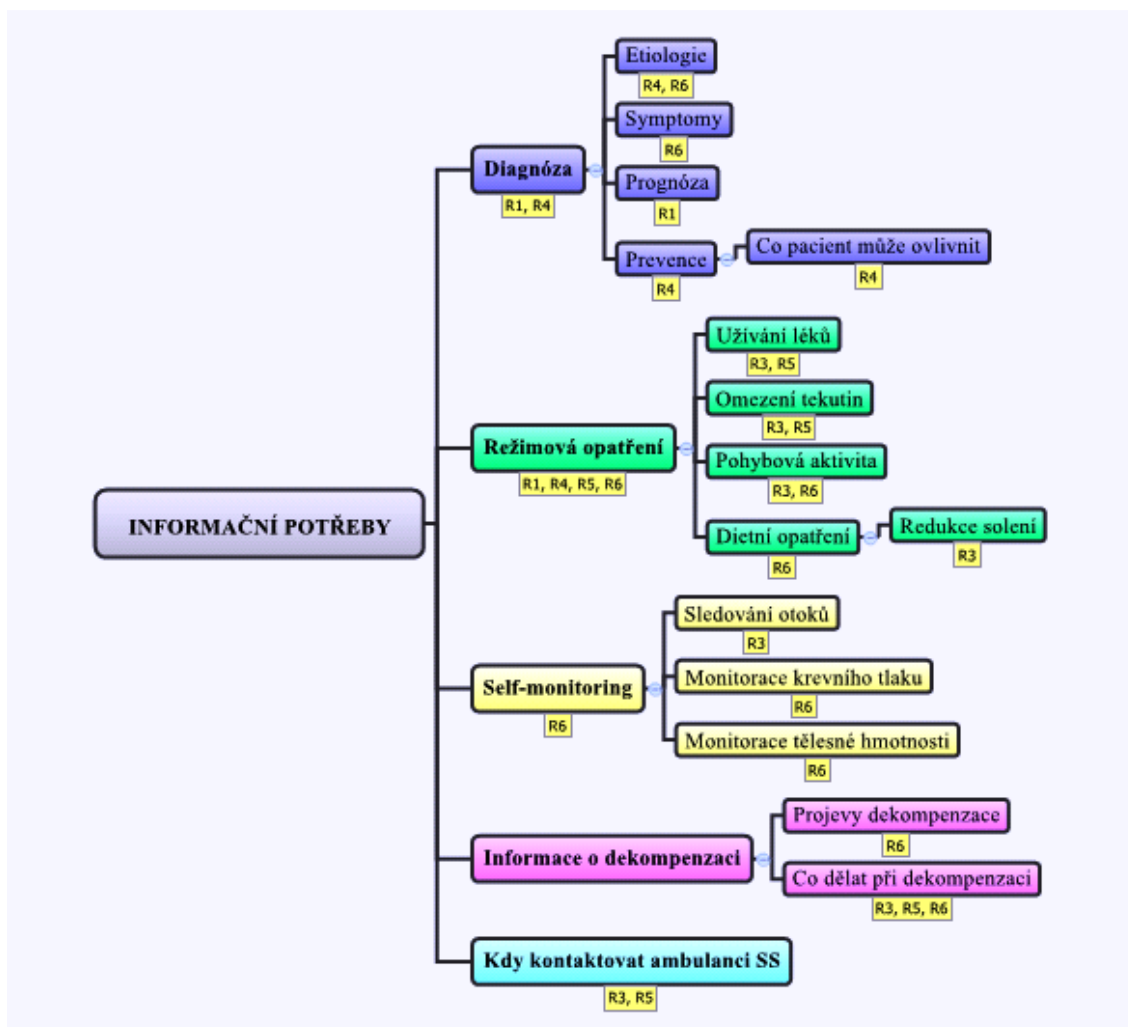 INFORMAČNÍ POTŘEBY
Diagnóza
R1, R4
Etiologie
R4, R6
Symptomy
R6
Prognóza
R1
Prevence
R4
Co pacient může ovlivnit
R4
Režimová opatření
R1, R4, R5, R6
Užívání léků
R3, R5
Omezení tekutin
R3, R5
Pohybová aktivita
R3, R6
Dietní opatření
R6
Redukce solení
R3
Self-monitoring
R6
Sledování otoků
R3
Monitorace krevního tlaku
R6
Monitorace tělesné hmotnosti
R6
Informace o dekompenzaci
Projevy dekompenzace
R6
Co dělat při dekompenzaci
R3, R5, R6
Kdy kontaktovat ambulanci SS
R3, R5